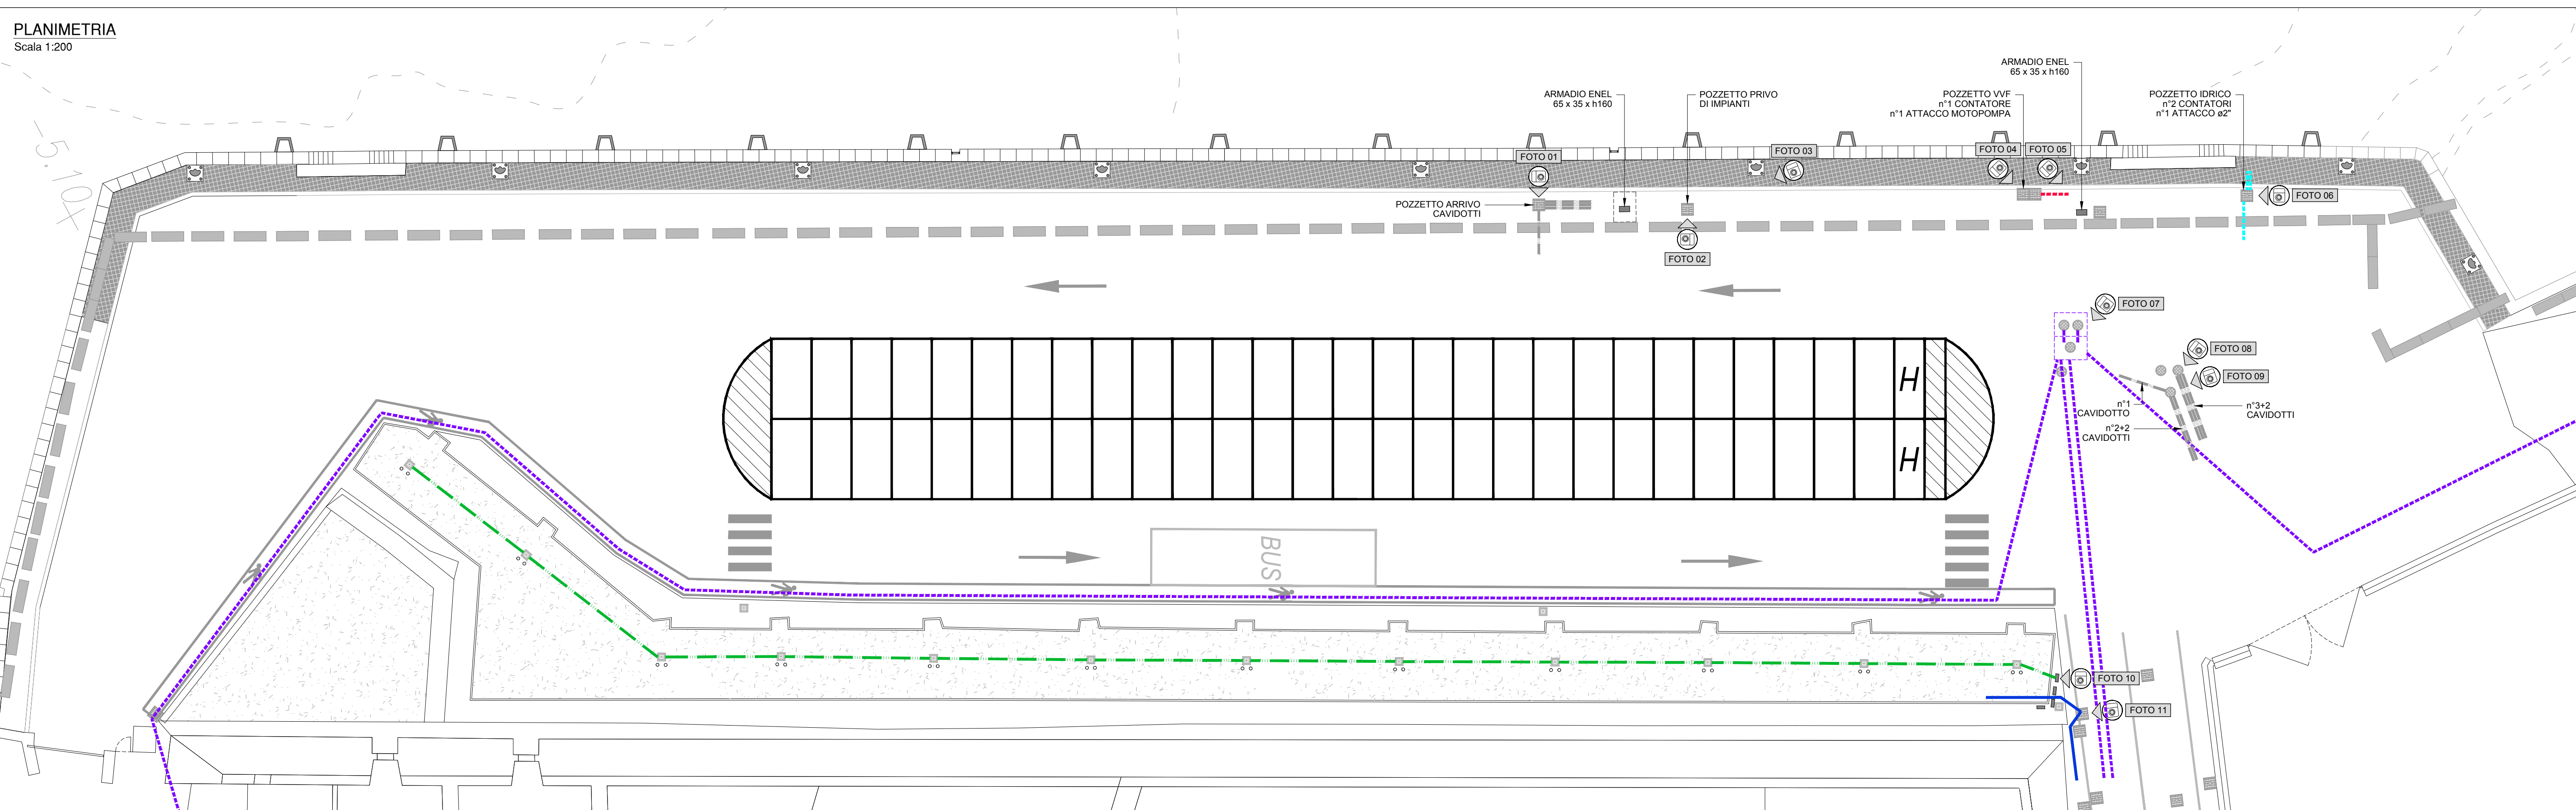 PLANIMETRIA
Scala 1:200
ARMADIO ENEL
65 x 35 x h160
ARMADIO ENEL
65 x 35 x h160
POZZETTO PRIVO
DI IMPIANTI
POZZETTO VVF
n°1 CONTATORE
n°1 ATTACCO MOTOPOMPA
POZZETTO IDRICO
n°2 CONTATORI
n°1 ATTACCO ø2"
FOTO 01
FOTO 03
FOTO 04
FOTO 05
FOTO 06
POZZETTO ARRIVO
CAVIDOTTI
FOTO 02
FOTO 07
FOTO 08
FOTO 09
H
H
n°1
CAVIDOTTO
n°3+2
CAVIDOTTI
n°2+2
CAVIDOTTI
BUS
FOTO 10
FOTO 11